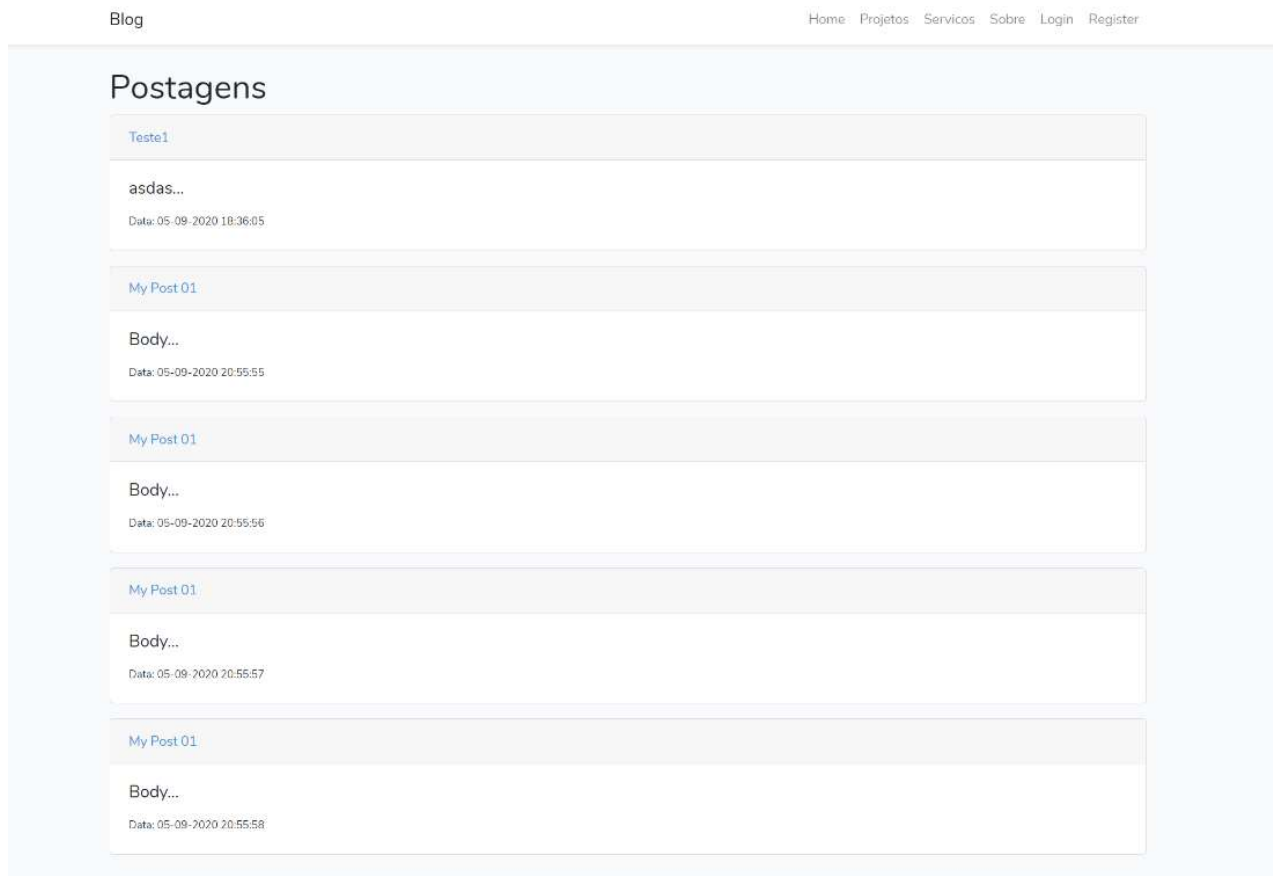 Blog
Home Projetos Servicos Sobre Login Register
Postagens
Teste1
asdas...
Data: 05-09-2020 18:36:05
My Post 01
Body...
Data: 05-09-2020 20:55:55
My Post 01
Body...
Data: 05-09-2020 20:55:56
My Post 01
Body...
Data: 05-09-2020 20:55:57
My Post 01
Body...
Data: 05-09-2020 20:55:58